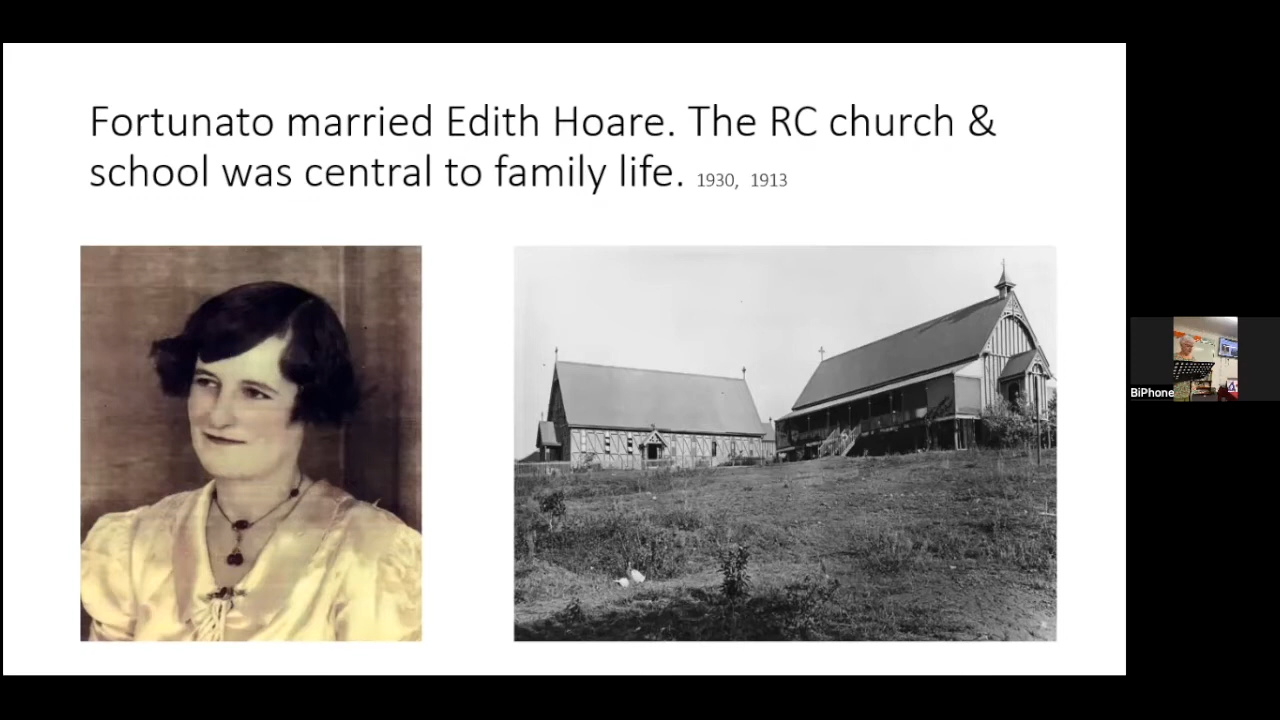 Fortunato married Edith Hoare. The RC church &
school was central to family life. 1930, 1913
BiPhone